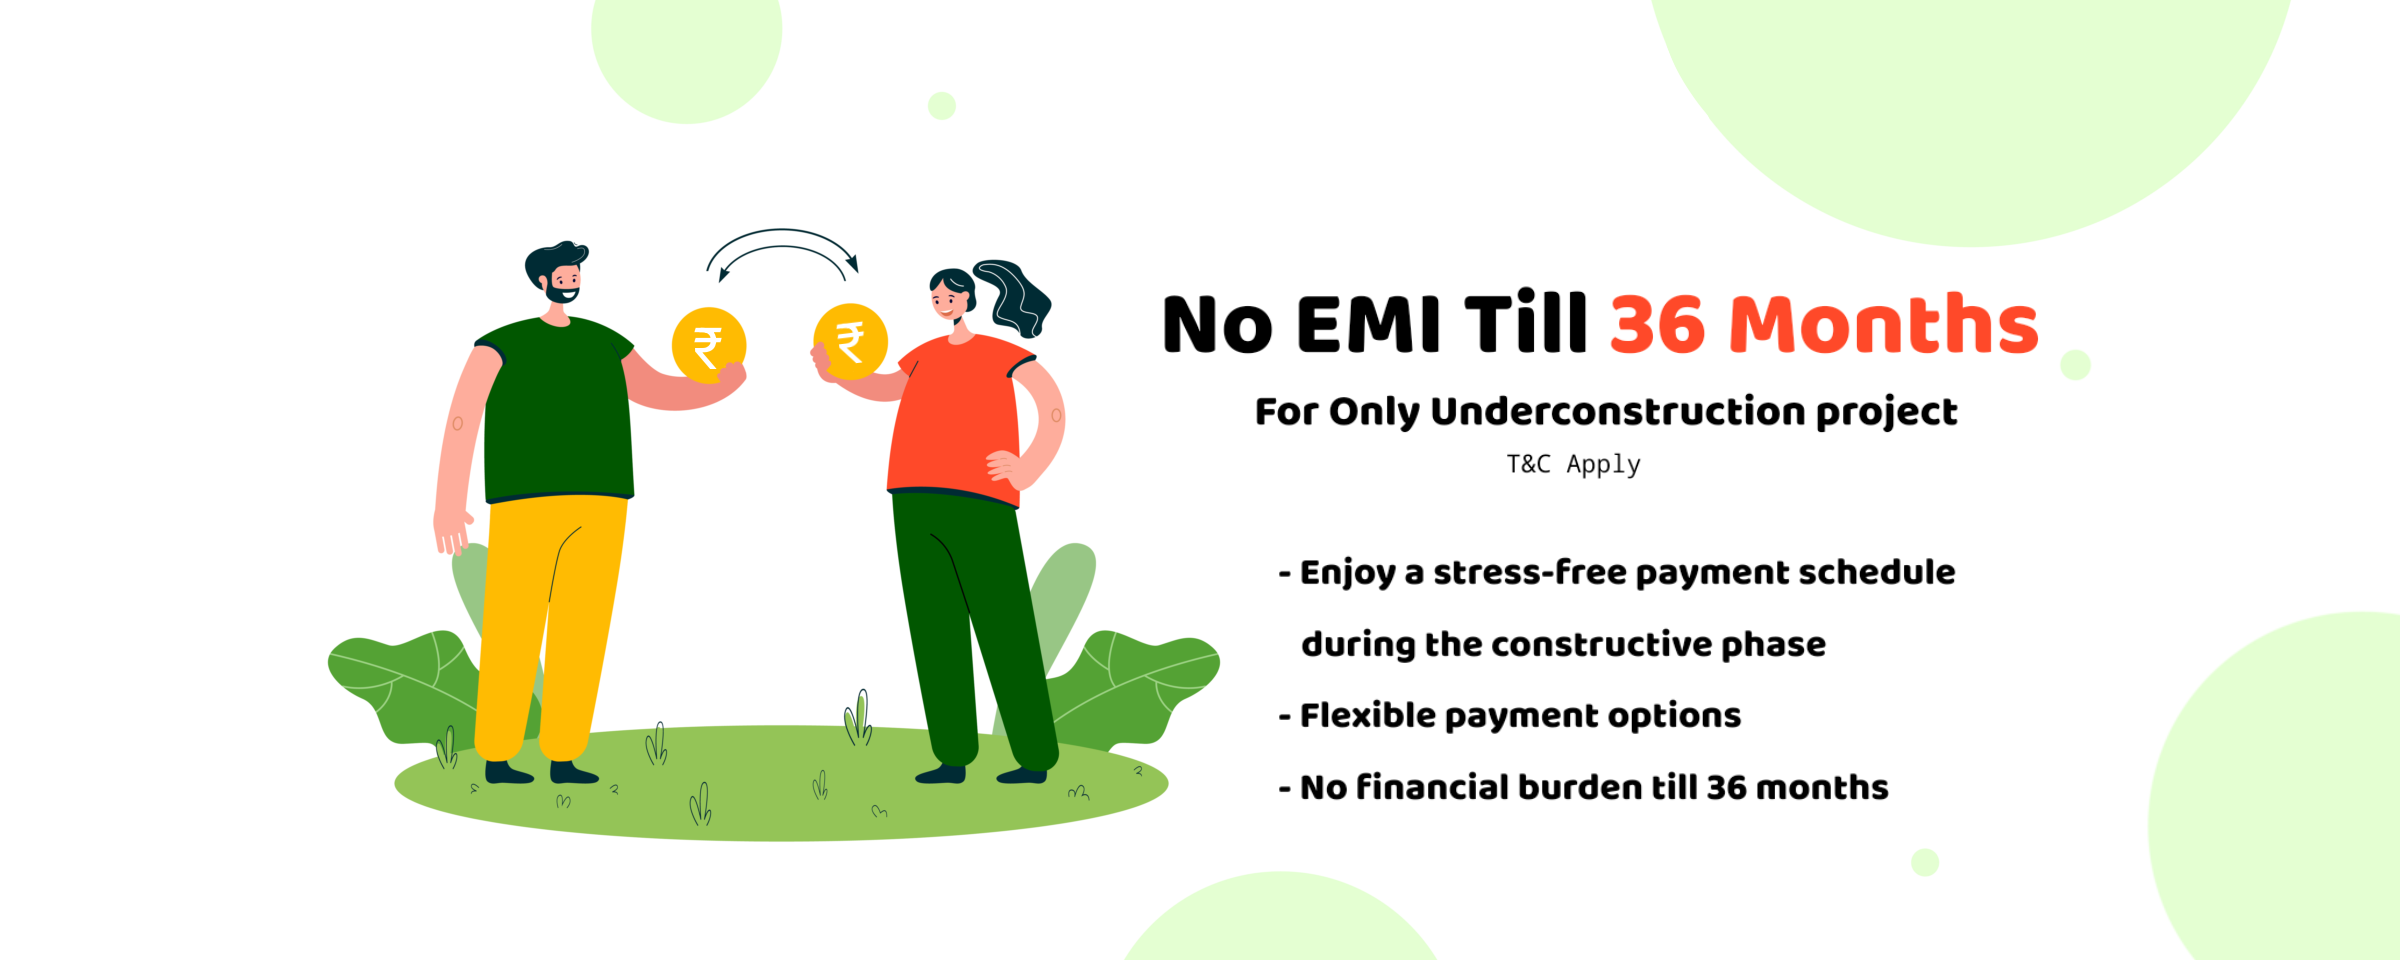 ₹ ₹
No EMI Till 36 Months
For Only Underconstruction project
T&C Apply
- Enjoy a stress-free payment schedule
during the constructive phase
- Flexible payment options
- No financial burden till 36 months